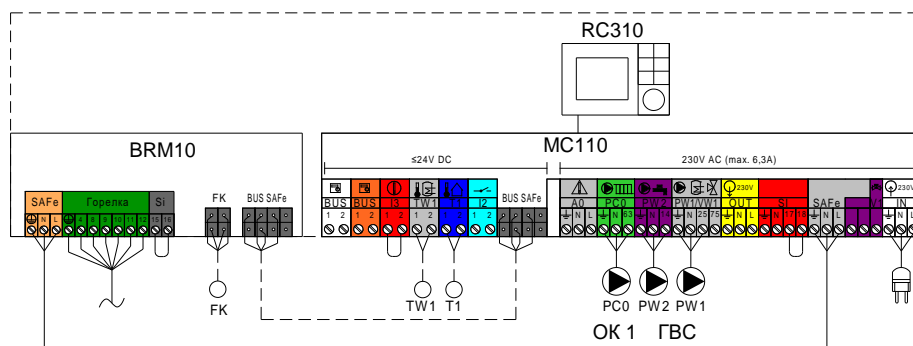 RC310
BRM10
MC110
≤24V DC
230V AC (max. 6,3A)
SAFe Горелка Si
FK
BUS SAFe
BUS BUS I3 TW1 T1 I2
BUS SAFe
230V 230V
A0 PC0 PW2 PW1/VW1 OUT SI SAFe V1 IN
N L 4 8 9 10 11 12 15 16
1 2 1 2 1 2 1 2 1 2 1 2
N L N 63 N 14 N 25 75 N L N 17 18 N L N L
FK
TW1 T1
PC0 PW2 PW1
ОК 1 ГВС